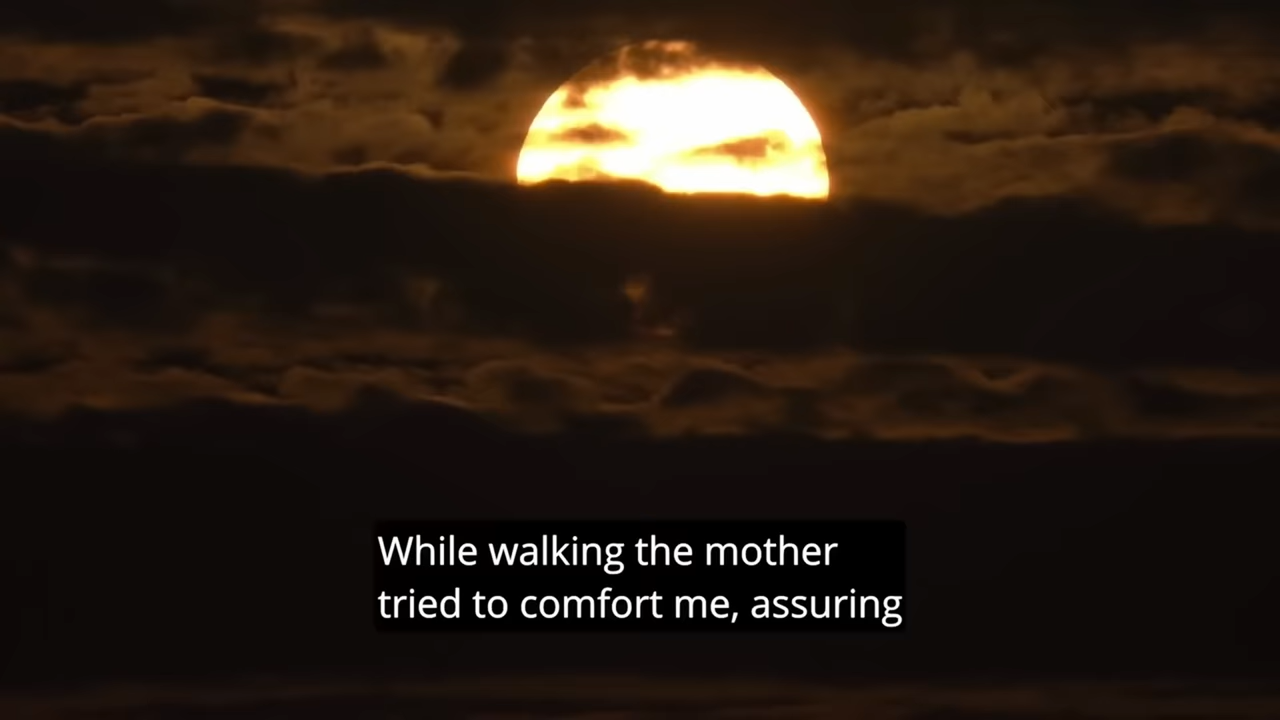 While walking the mother
tried to comfort me, assuring